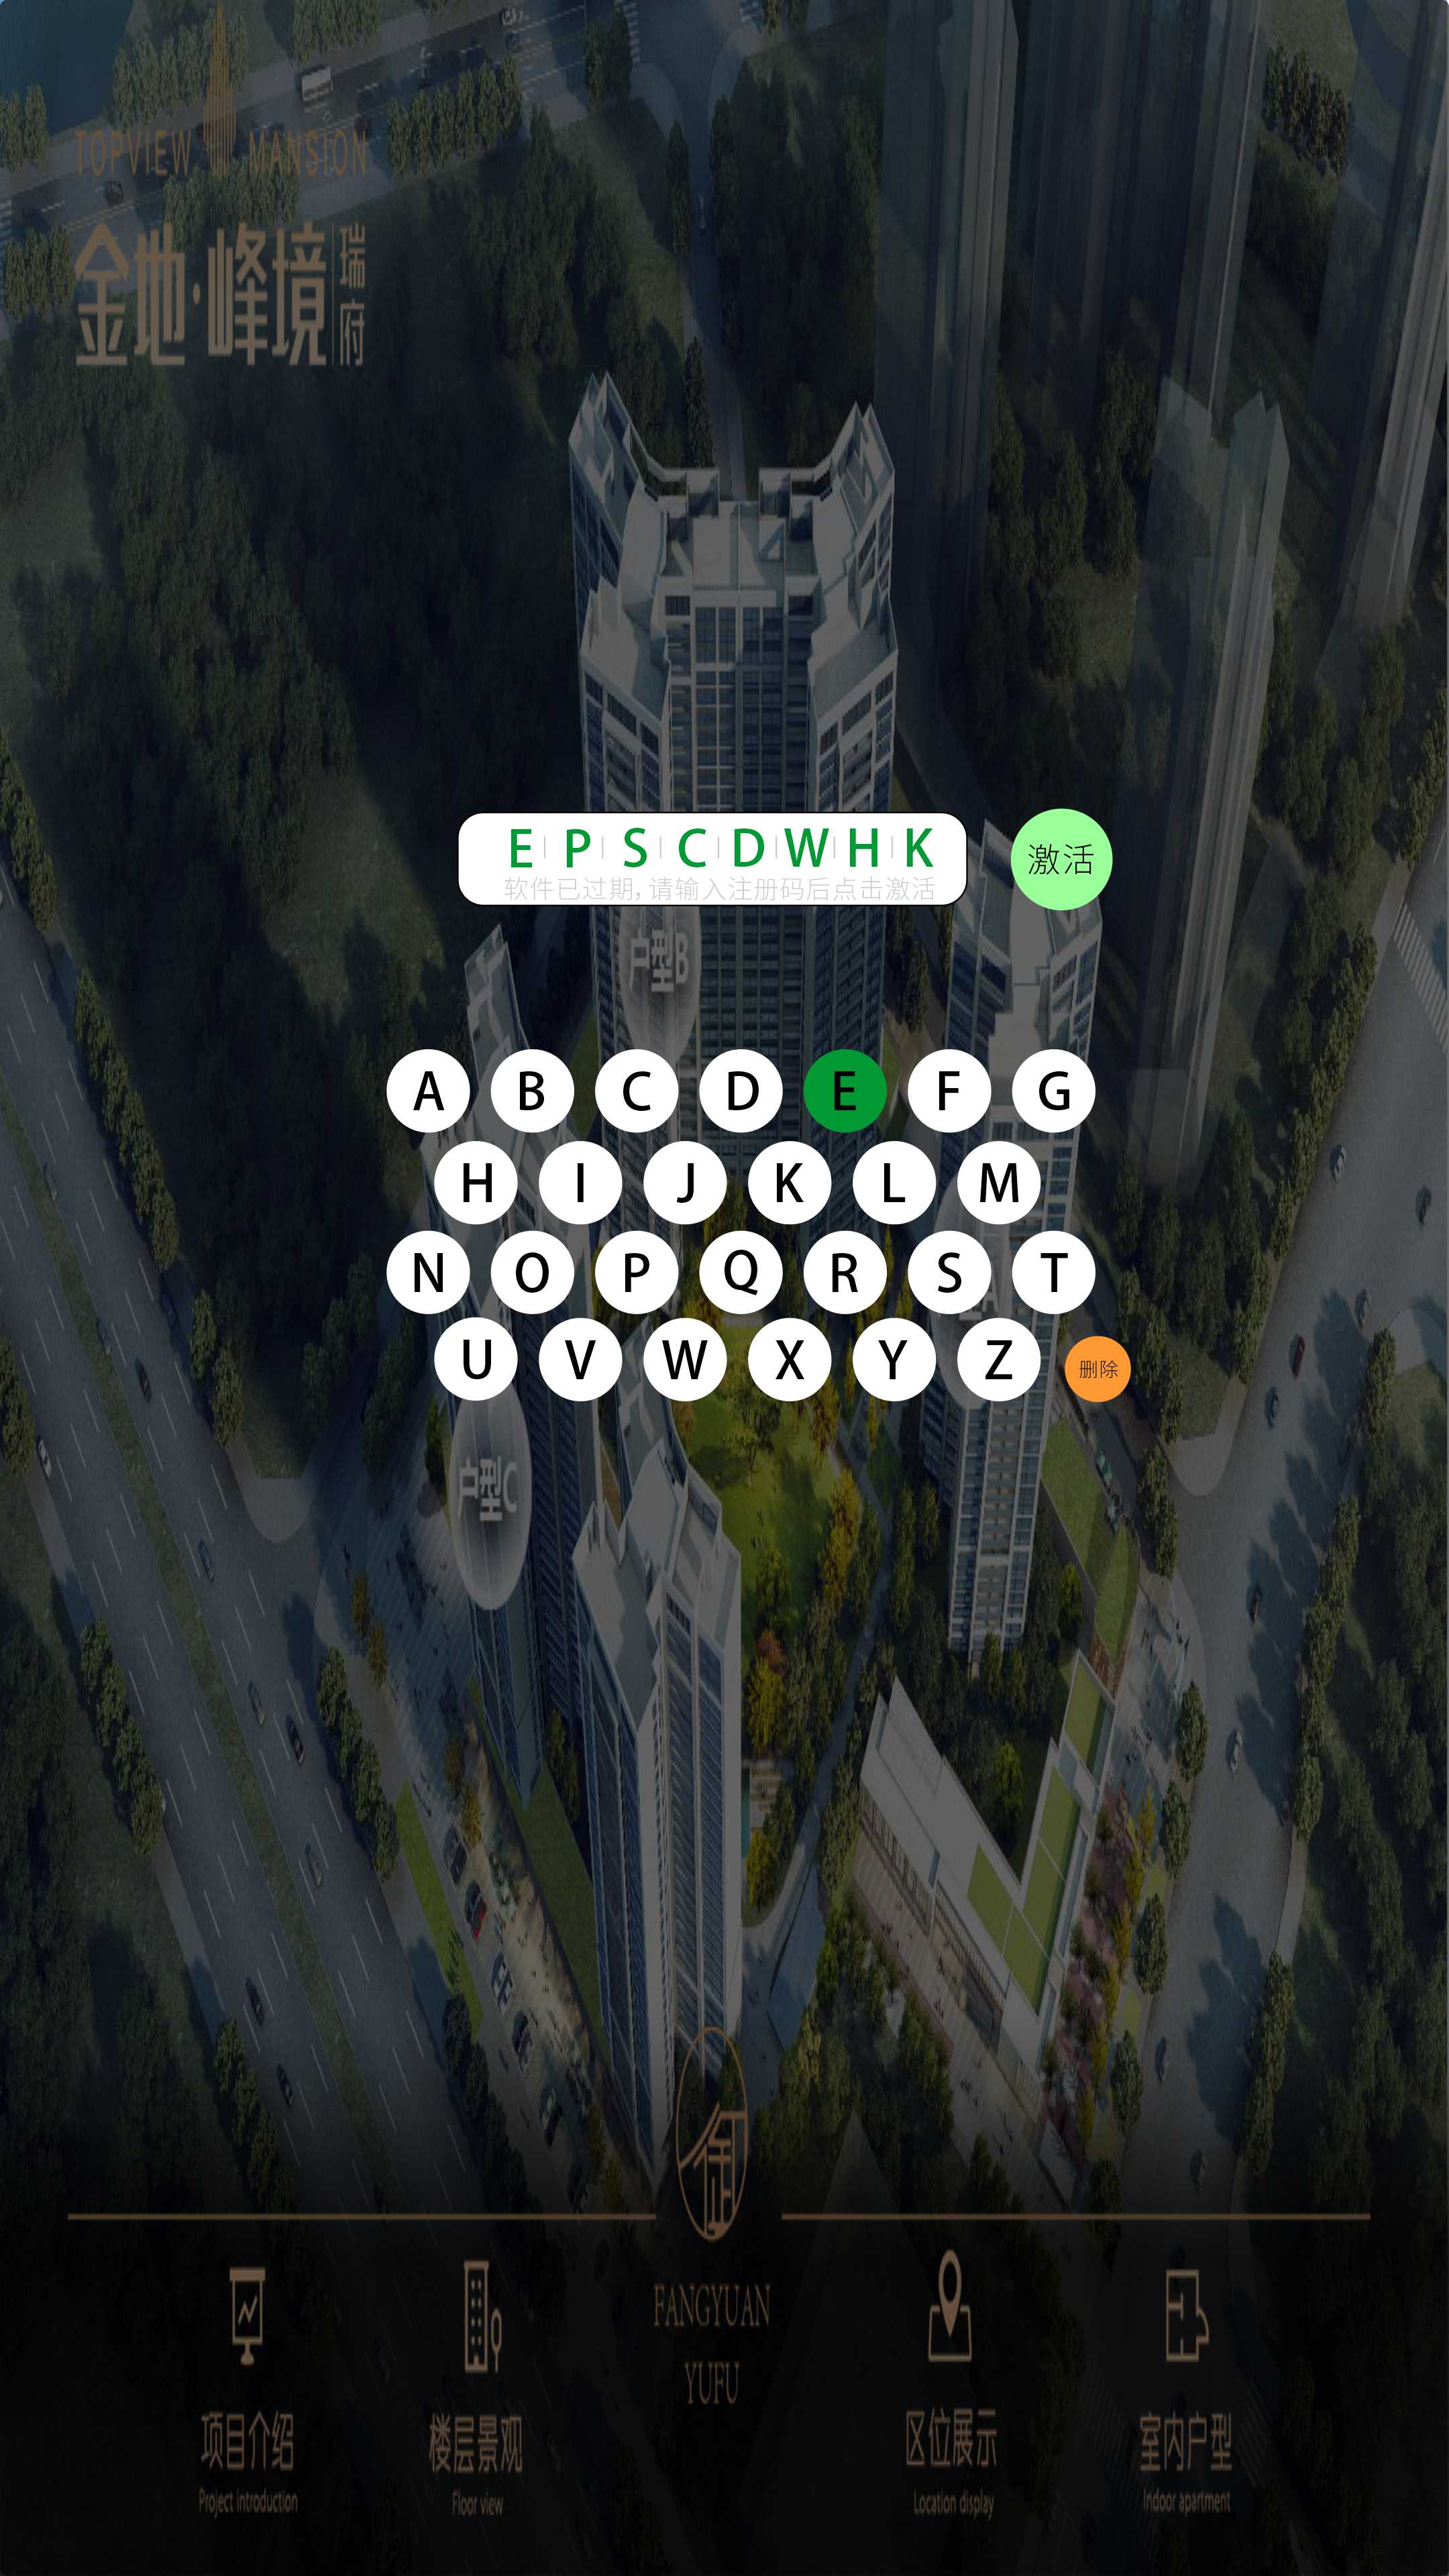 TOPVIEW MANSION
金地·峰境 瑞府
E P S C D W H K
软件已过期，请输入注册码后点击激活
激活
户型B
A B C D E F G
H I J K L M
N O P Q R S T
U V W X Y Z
删除
户型C
御
FANGYUAN
YUFU
项目介绍
Project introduction
楼层景观
Floor view
区位展示
Location display
室内户型
Indoor apartment